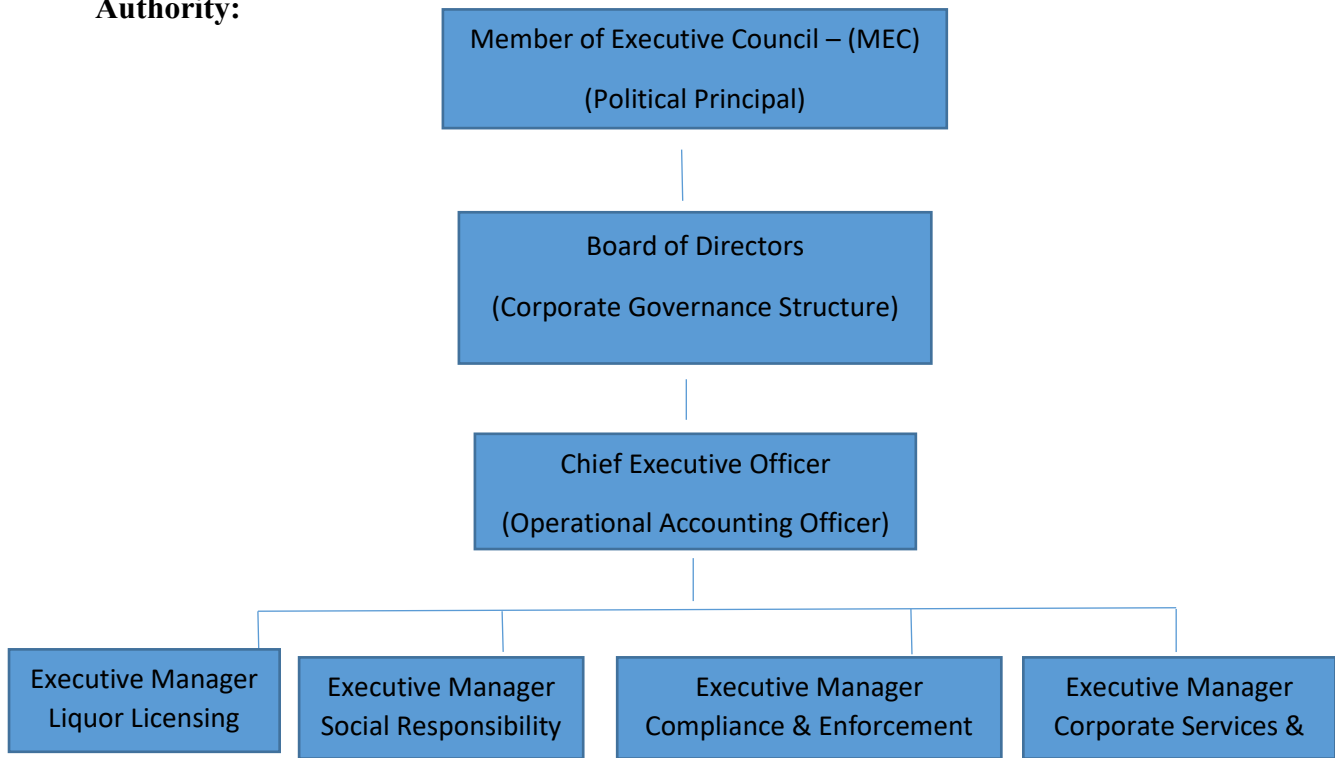 Authority:
Member of Executive Council – (MEC)
(Political Principal)
Board of Directors
(Corporate Governance Structure)
Chief Executive Officer
(Operational Accounting Officer)
Executive Manager
Liquor Licensing
Executive Manager
Social Responsibility
Executive Manager
Compliance & Enforcement
Executive Manager
Corporate Services &